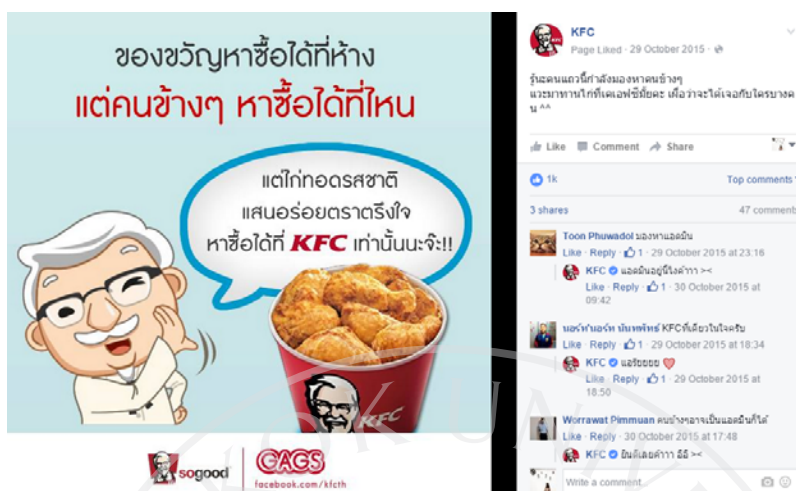 ของขวัญหาซื้อได้ที่ห้าง
แต่คนข้างๆ หาซื้อได้ที่ไหน
แต่ไก่ทอดรสชาติ
แสนอร่อยตราตรึงใจ
หาซื้อได้ที่ KFC เท่านั้นนะจ๊ะ!!
KFC
KFC
sogood
GAGS
facebook.com/kfcth
KFC
Page Liked · 29 October 2015 ·
รู้นะคนแถวนี้กำลังมองหาคนข้างๆ
แวะมาทานไก่ที่เคเอฟซีมั้ยคะ เผื่อว่าจะได้เจอกับใครบางค
น ^^
Like Comment Share
1k Top comments
3 shares 47 comments
Toon Phuwadol มองหาแอดมิน
Like · Reply · 1 · 29 October 2015 at 23:16
KFC แอดมินอยู่นี่ไงค้าาา ><
Like · Reply · 1 · 30 October 2015 at
09:42
KFCที่เดียวในใจครับ
Like · Reply · 1 · 29 October 2015 at 18:34
KFC แอร๊ยยยย
Like · Reply · 1 · 29 October 2015 at
18:50
Worrawat Pimmuan คนข้างๆอาจเป็นแอดมินก็ได้
Like · Reply · 30 October 2015 at 17:48
KFC ยินดีเลยค้าาา อิอิ ><
Write a comment...